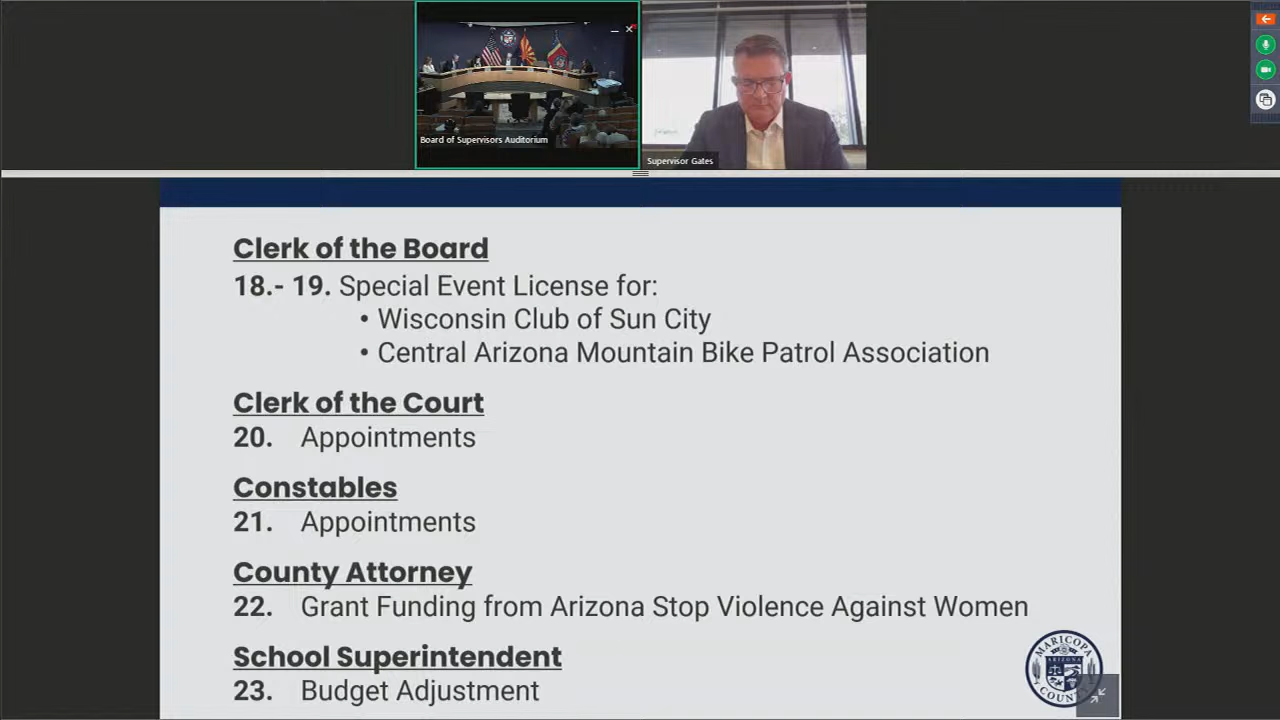 Board of Supervisors Auditorium
Supervisor Gates
Clerk of the Board
18.- 19. Special Event License for:
• Wisconsin Club of Sun City
• Central Arizona Mountain Bike Patrol Association
Clerk of the Court
20. Appointments
Constables
21. Appointments
County Attorney
22. Grant Funding from Arizona Stop Violence Against Women
School Superintendent
23. Budget Adjustment
MARICOPA
ARIZONA
COUNTY